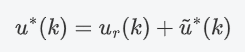 u*(k) = u_r(k) + ũ*(k)